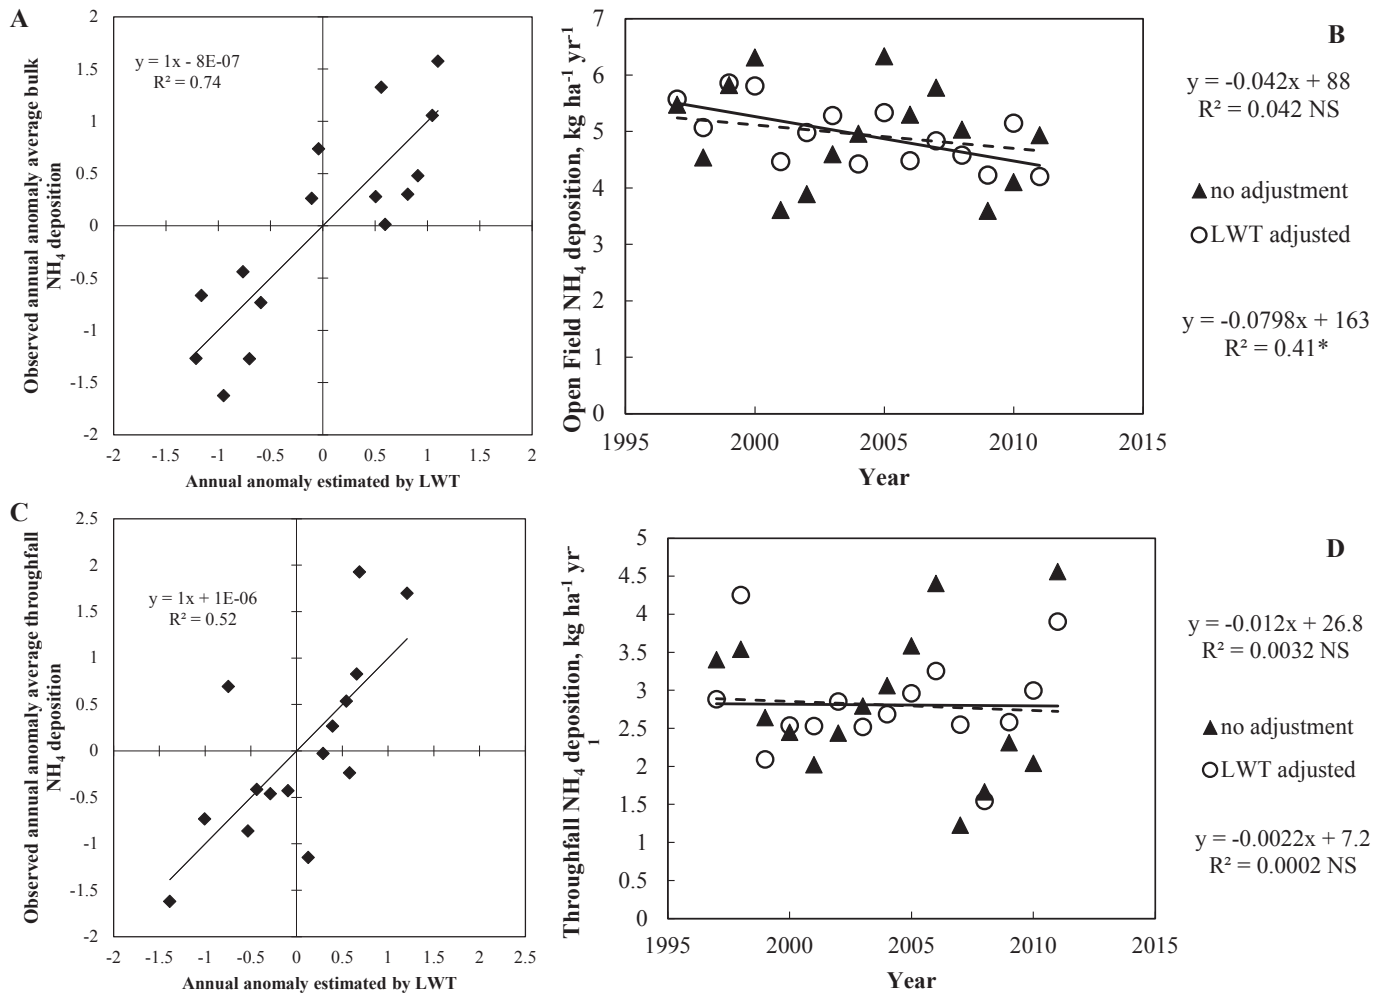 A
Observed annual anomaly average bulk
NH4 deposition
2
1.5
1
0.5
0
-0.5
-1
-1.5
-2
y = 1x - 8E-07
R² = 0.74
-2
-1.5
-1
-0.5
0
0.5
1
1.5
2
Annual anomaly estimated by LWT
B
Open Field NH4 deposition, kg ha-1 yr-1
7
6
5
4
3
2
1
0
1995
2000
2005
2010
2015
Year
y = -0.042x + 88
R² = 0.042 NS
no adjustment
LWT adjusted
y = -0.0798x + 163
R² = 0.41*
C
Observed annual anomaly average throughfall
NH4 deposition
2.5
2
1.5
1
0.5
0
-0.5
-1
-1.5
-2
y = 1x + 1E-06
R² = 0.52
-2
-1.5
-1
-0.5
0
0.5
1
1.5
2
2.5
Annual anomaly estimated by LWT
D
Throughfall NH4 deposition, kg ha-1 yr-
1
5
4.5
4
3.5
3
2.5
2
1.5
1
0.5
0
1995
2000
2005
2010
2015
Year
y = -0.012x + 26.8
R² = 0.0032 NS
no adjustment
LWT adjusted
y = -0.0022x + 7.2
R² = 0.0002 NS